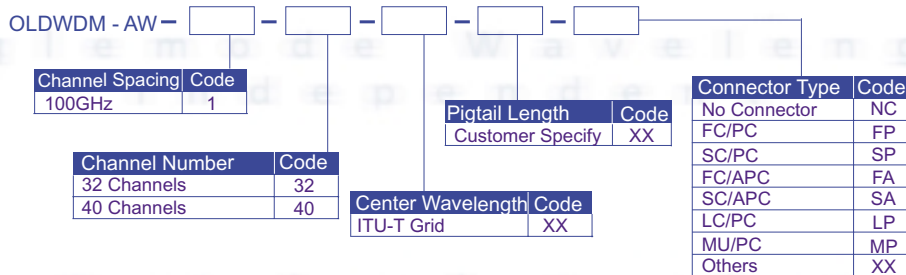 OLDWDM - AW - - - - -
Channel Spacing Code
100GHz 1
Channel Number Code
32 Channels 32
40 Channels 40
Center Wavelength Code
ITU-T Grid XX
Pigtail Length Code
Customer Specify XX
Connector Type Code
No Connector NC
FC/PC FP
SC/PC SP
FC/APC FA
SC/APC SA
LC/PC LP
MU/PC MP
Others XX